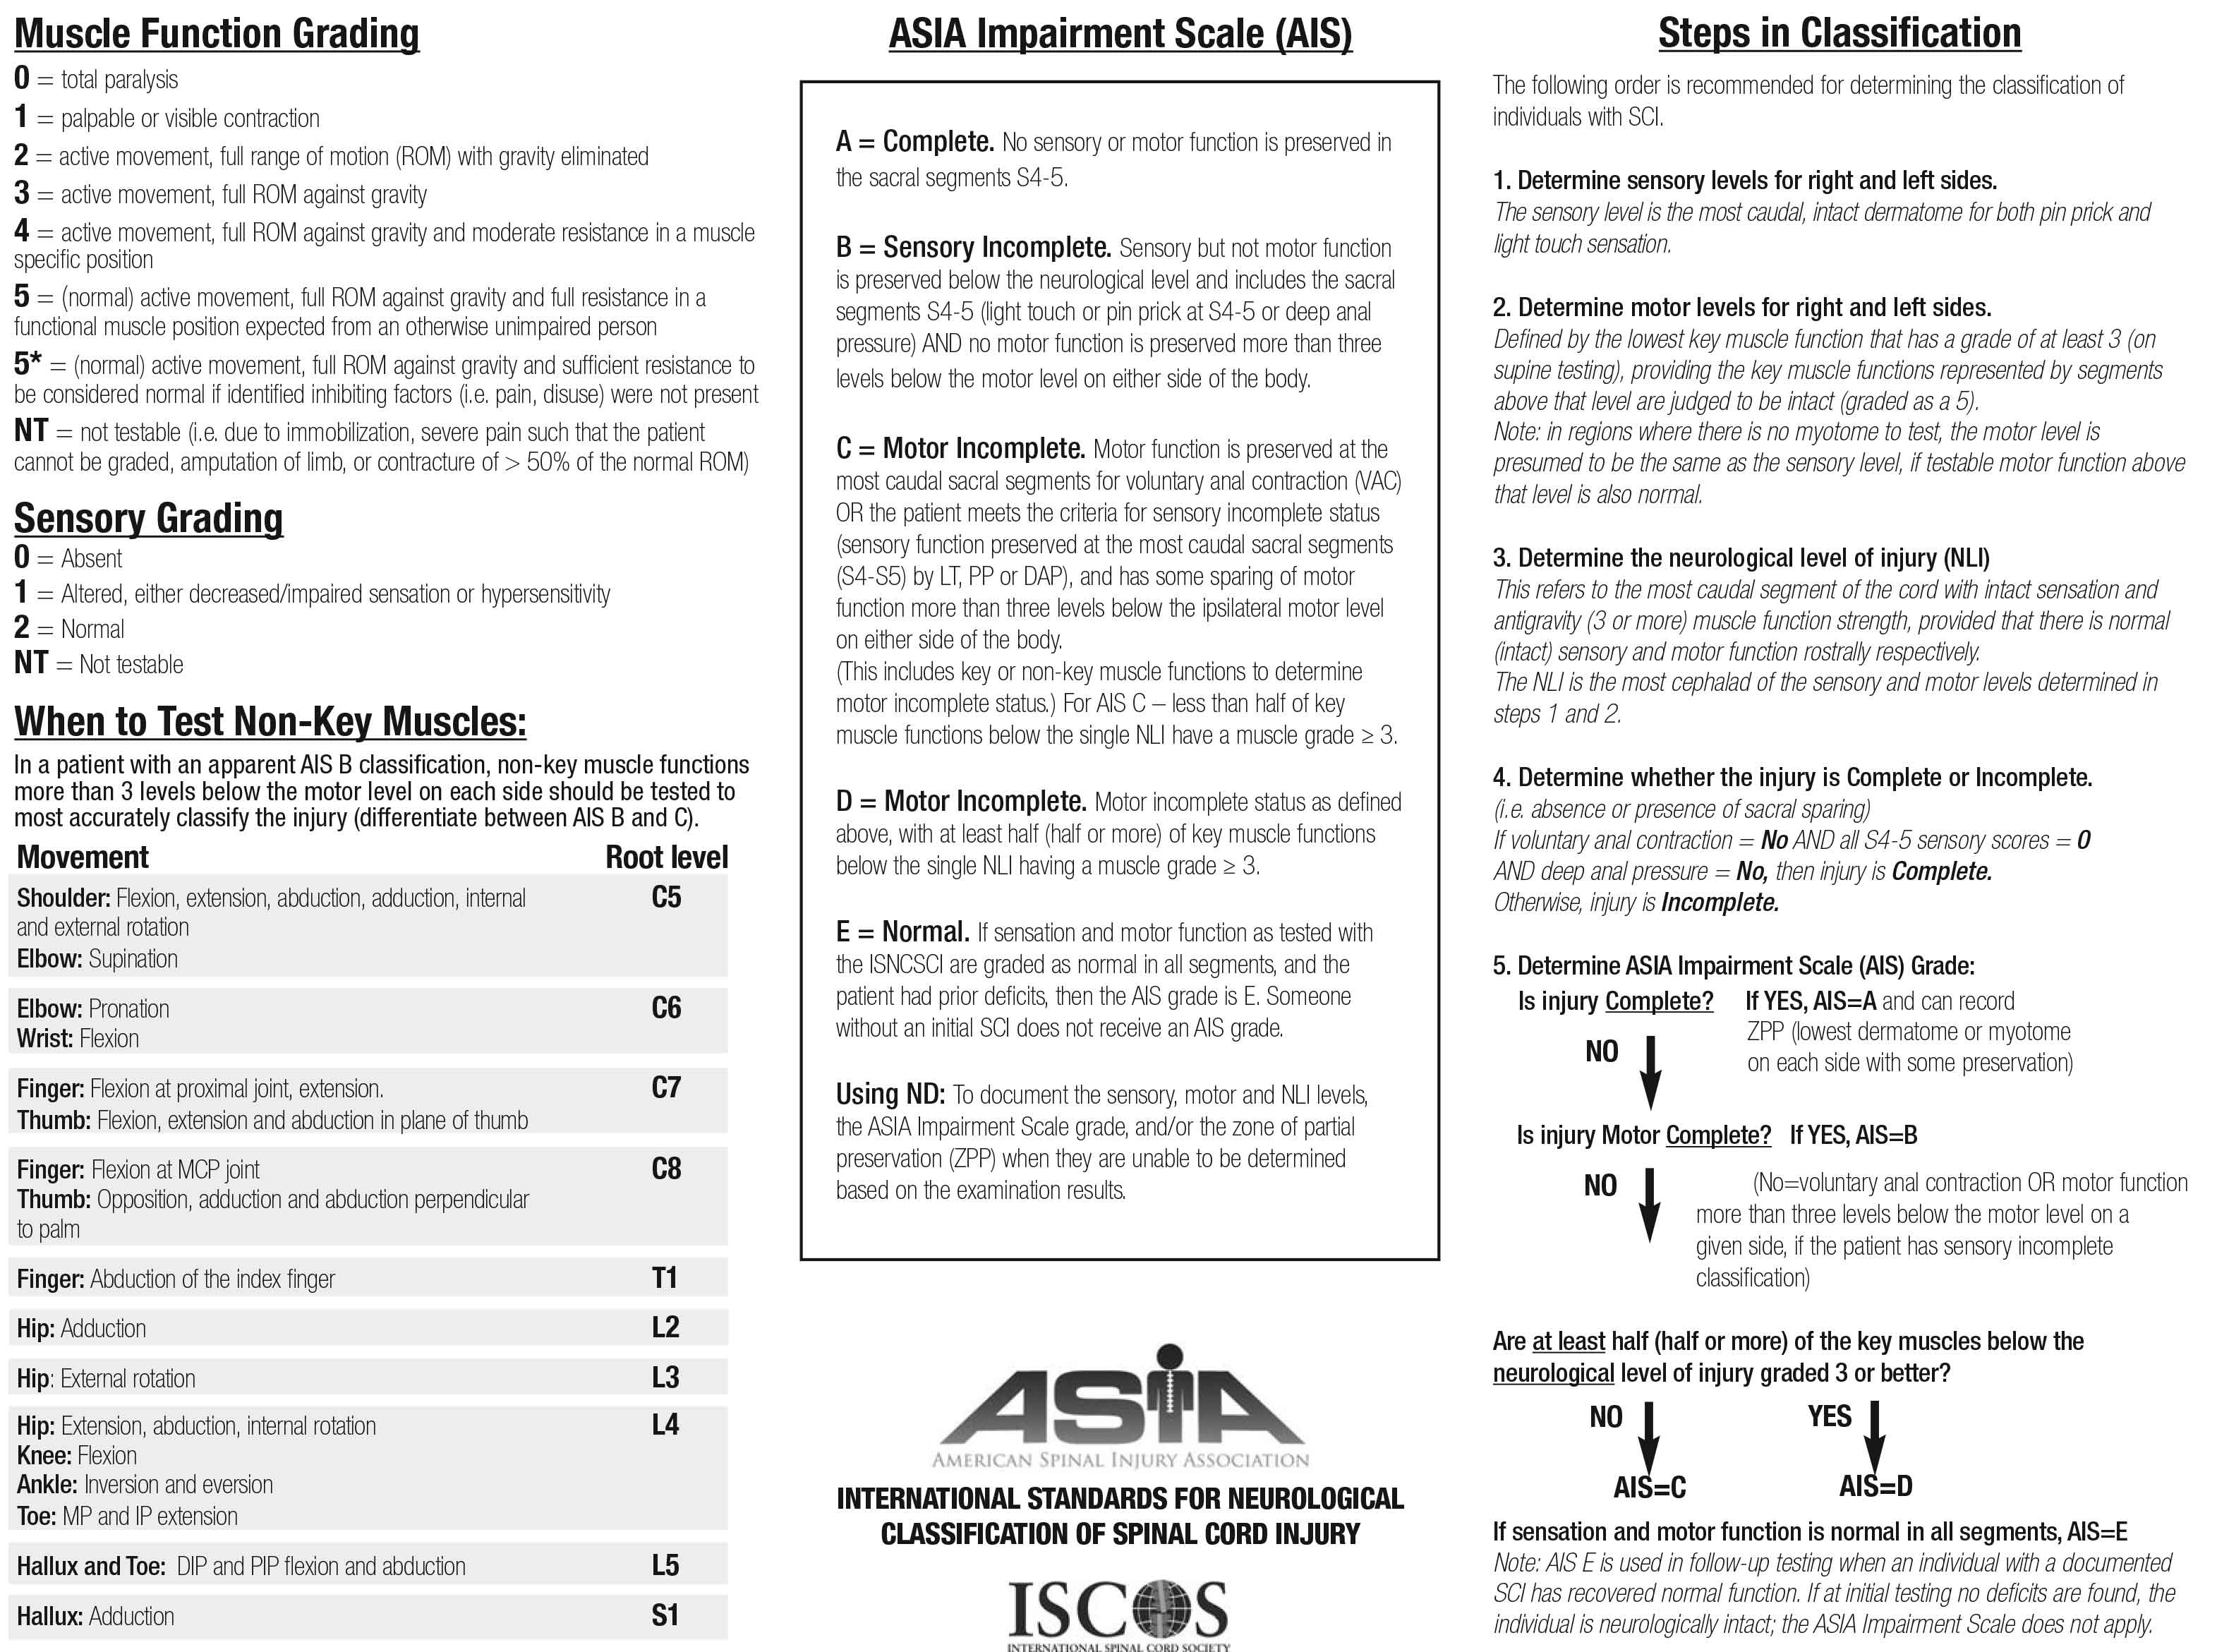 Muscle Function Grading
0 = total paralysis
1 = palpable or visible contraction
2 = active movement, full range of motion (ROM) with gravity eliminated
3 = active movement, full ROM against gravity
4 = active movement, full ROM against gravity and moderate resistance in a muscle
specific position
5 = (normal) active movement, full ROM against gravity and full resistance in a
functional muscle position expected from an otherwise unimpaired person
5* = (normal) active movement, full ROM against gravity and sufficient resistance to
be considered normal if identified inhibiting factors (i.e. pain, disuse) were not present
NT = not testable (i.e. due to immobilization, severe pain such that the patient
cannot be graded, amputation of limb, or contracture of > 50% of the normal ROM)
Sensory Grading
0 = Absent
1 = Altered, either decreased/impaired sensation or hypersensitivity
2 = Normal
NT = Not testable
When to Test Non-Key Muscles:
In a patient with an apparent AIS B classification, non-key muscle functions
more than 3 levels below the motor level on each side should be tested to
most accurately classify the injury (differentiate between AIS B and C).
Movement Root level
Shoulder: Flexion, extension, abduction, adduction, internal C5
and external rotation
Elbow: Supination
Elbow: Pronation C6
Wrist: Flexion
Finger: Flexion at proximal joint, extension. C7
Thumb: Flexion, extension and abduction in plane of thumb
Finger: Flexion at MCP joint C8
Thumb: Opposition, adduction and abduction perpendicular
to palm
Finger: Abduction of the index finger T1
Hip: Adduction L2
Hip: External rotation L3
Hip: Extension, abduction, internal rotation L4
Knee: Flexion
Ankle: Inversion and eversion
Toe: MP and IP extension
Hallux and Toe: DIP and PIP flexion and abduction L5
Hallux: Adduction S1
ASIA Impairment Scale (AIS)
A = Complete. No sensory or motor function is preserved in
the sacral segments S4-5.
B = Sensory Incomplete. Sensory but not motor function
is preserved below the neurological level and includes the sacral
segments S4-5 (light touch or pin prick at S4-5 or deep anal
pressure) AND no motor function is preserved more than three
levels below the motor level on either side of the body.
C = Motor Incomplete. Motor function is preserved at the
most caudal sacral segments for voluntary anal contraction (VAC)
OR the patient meets the criteria for sensory incomplete status
(sensory function preserved at the most caudal sacral segments
(S4-S5) by LT, PP or DAP), and has some sparing of motor
function more than three levels below the ipsilateral motor level
on either side of the body.
(This includes key or non-key muscle functions to determine
motor incomplete status.) For AIS C – less than half of key
muscle functions below the single NLI have a muscle grade ≥ 3.
D = Motor Incomplete. Motor incomplete status as defined
above, with at least half (half or more) of key muscle functions
below the single NLI having a muscle grade ≥ 3.
E = Normal. If sensation and motor function as tested with
the ISNCSCI are graded as normal in all segments, and the
patient had prior deficits, then the AIS grade is E. Someone
without an initial SCI does not receive an AIS grade.
Using ND: To document the sensory, motor and NLI levels,
the ASIA Impairment Scale grade, and/or the zone of partial
preservation (ZPP) when they are unable to be determined
based on the examination results.
ASIA
AMERICAN SPINAL INJURY ASSOCIATION
INTERNATIONAL STANDARDS FOR NEUROLOGICAL
CLASSIFICATION OF SPINAL CORD INJURY
ISCOS
INTERNATIONAL SPINAL CORD SOCIETY
Steps in Classification
The following order is recommended for determining the classification of
individuals with SCI.
1. Determine sensory levels for right and left sides.
The sensory level is the most caudal, intact dermatome for both pin prick and
light touch sensation.
2. Determine motor levels for right and left sides.
Defined by the lowest key muscle function that has a grade of at least 3 (on
supine testing), providing the key muscle functions represented by segments
above that level are judged to be intact (graded as a 5).
Note: in regions where there is no myotome to test, the motor level is
presumed to be the same as the sensory level, if testable motor function above
that level is also normal.
3. Determine the neurological level of injury (NLI)
This refers to the most caudal segment of the cord with intact sensation and
antigravity (3 or more) muscle function strength, provided that there is normal
(intact) sensory and motor function rostrally respectively.
The NLI is the most cephalad of the sensory and motor levels determined in
steps 1 and 2.
4. Determine whether the injury is Complete or Incomplete.
(i.e. absence or presence of sacral sparing)
If voluntary anal contraction = No AND all S4-5 sensory scores = 0
AND deep anal pressure = No, then injury is Complete.
Otherwise, injury is Incomplete.
5. Determine ASIA Impairment Scale (AIS) Grade:
Is injury Complete? If YES, AIS=A and can record
ZPP (lowest dermatome or myotome
NO
on each side with some preservation)
Is injury Motor Complete? If YES, AIS=B
NO (No=voluntary anal contraction OR motor function
more than three levels below the motor level on a
given side, if the patient has sensory incomplete
classification)
Are at least half (half or more) of the key muscles below the
neurological level of injury graded 3 or better?
NO YES
AIS=C AIS=D
If sensation and motor function is normal in all segments, AIS=E
Note: AIS E is used in follow-up testing when an individual with a documented
SCI has recovered normal function. If at initial testing no deficits are found, the
individual is neurologically intact; the ASIA Impairment Scale does not apply.